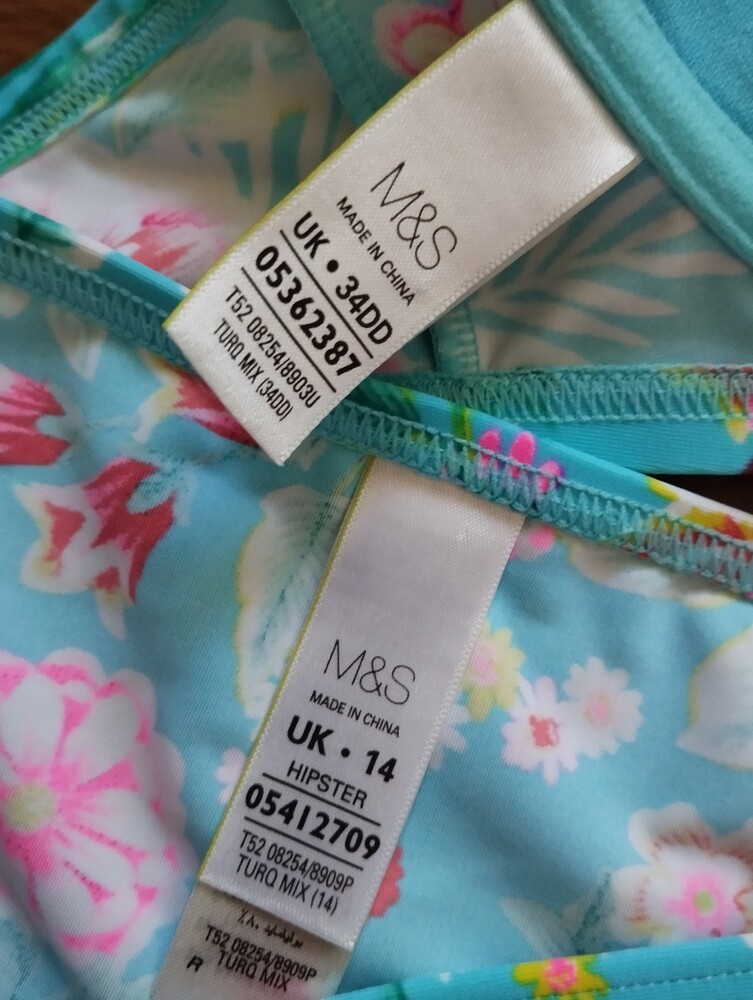 M&S
MADE IN CHINA
UK • 34DD
05362387
T52 08254/8903U
TURQ MIX (34DD)
M&S
MADE IN CHINA
UK • 14
HIPSTER
05412709
T52 08254/8909P
TURQ MIX (14)
T52 08254/8909P
R TURQ MIX